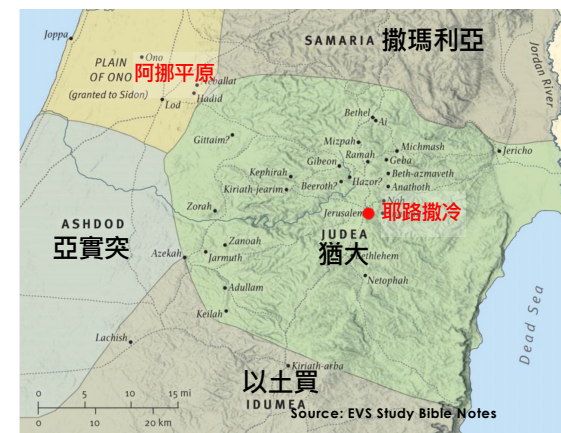 Joppa
SAMARIA 撒瑪利亞
Jordan River
PLAIN
OF ONO
(granted to Sidon)
Ono
阿挪平原
Hadid
Lod
Bethel
Ai
Gittaim?
Mizpah
Michmash
Jericho
Ramah
Gibeon
Geba
Kephirah
Beth-azmaveth
Kiriath-jearim
Beeroth?
Hazor?
Anathoth
Zorah
Jerusalem
耶路撒冷
ASHDOD
亞實突
JUDEA
猶大
Azekah
Zanoah
Jarmuth
Netophah
Adullam
Keilah
Dead Sea
Lachish
Kiriath-arba
以土買
IDUMEA
0 5 10 15 mi
0 10 20 km
Source: EVS Study Bible Notes